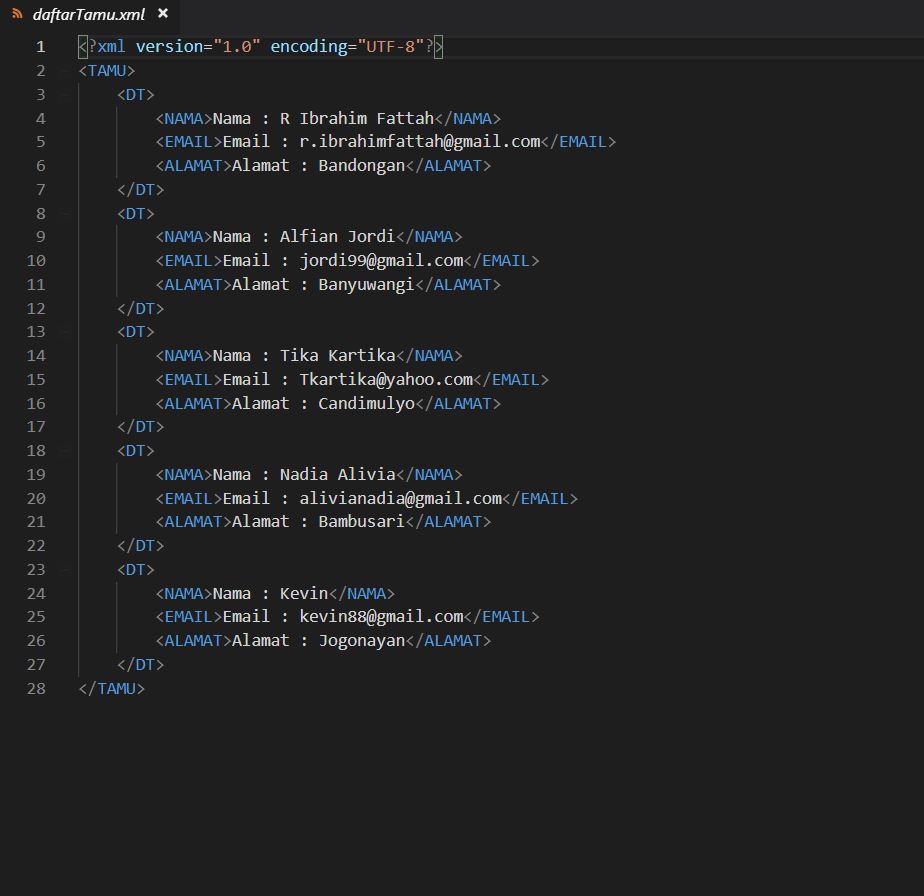 daftarTamu.xml ×
1 <?xml version="1.0" encoding="UTF-8"?>
2 <TAMU>
3 <DT>
4 <NAMA>Nama : R Ibrahim Fattah</NAMA>
5 <EMAIL>Email : r.ibrahimfattah@gmail.com</EMAIL>
6 <ALAMAT>Alamat : Bandongan</ALAMAT>
7 </DT>
8 <DT>
9 <NAMA>Nama : Alfian Jordi</NAMA>
10 <EMAIL>Email : jordi99@gmail.com</EMAIL>
11 <ALAMAT>Alamat : Banyuwangi</ALAMAT>
12 </DT>
13 <DT>
14 <NAMA>Nama : Tika Kartika</NAMA>
15 <EMAIL>Email : Tkartika@yahoo.com</EMAIL>
16 <ALAMAT>Alamat : Candimulyo</ALAMAT>
17 </DT>
18 <DT>
19 <NAMA>Nama : Nadia Alivia</NAMA>
20 <EMAIL>Email : alivianadia@gmail.com</EMAIL>
21 <ALAMAT>Alamat : Bambusari</ALAMAT>
22 </DT>
23 <DT>
24 <NAMA>Nama : Kevin</NAMA>
25 <EMAIL>Email : kevin88@gmail.com</EMAIL>
26 <ALAMAT>Alamat : Jogonayan</ALAMAT>
27 </DT>
28 </TAMU>